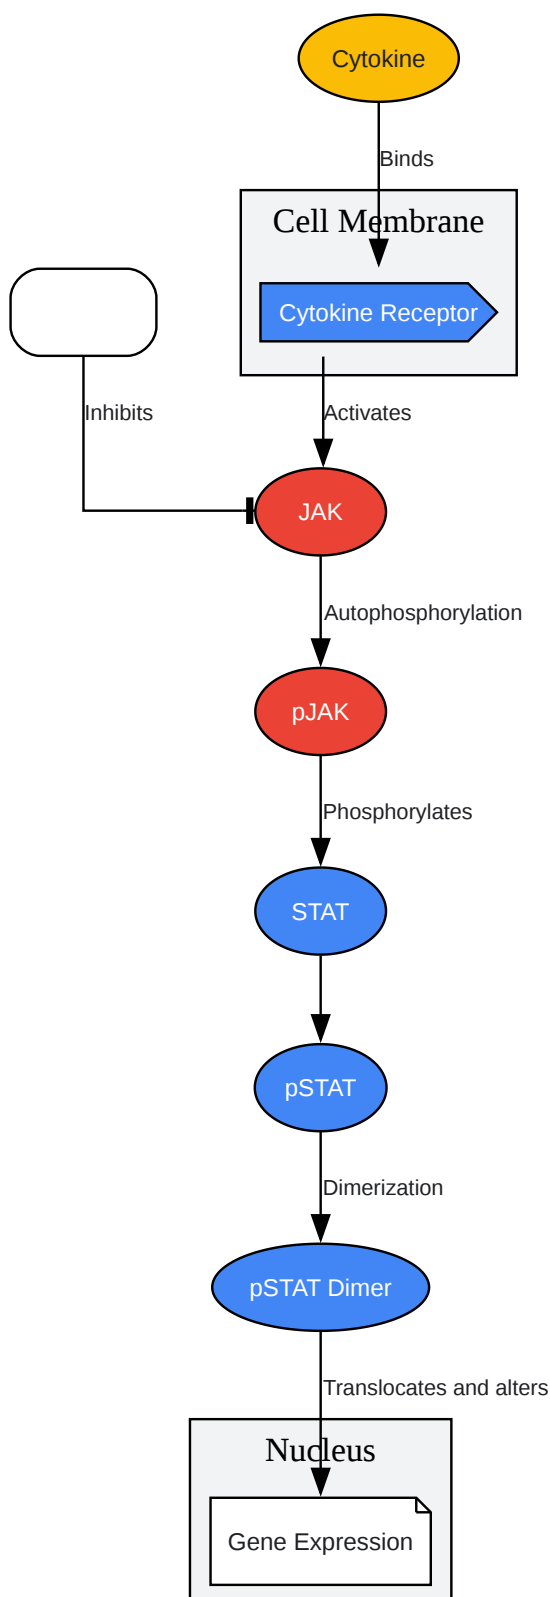 Cytokine
Binds
Cell Membrane
Cytokine Receptor
Inhibits
Activates
JAK
Autophosphorylation
pJAK
Phosphorylates
STAT
pSTAT
Dimerization
pSTAT Dimer
Translocates and alters
Nucleus
Gene Expression